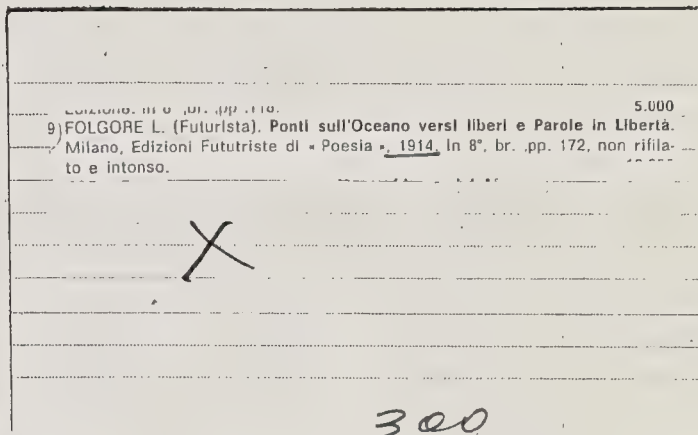 5.000
9) FOLGORE L. (Futurista). Ponti sull'Oceano versi liberi e Parole in Libertà.
Milano, Edizioni Fututriste di « Poesia », 1914. In 8°, br. .pp. 172, non rifila-
to e intonso.
X
300